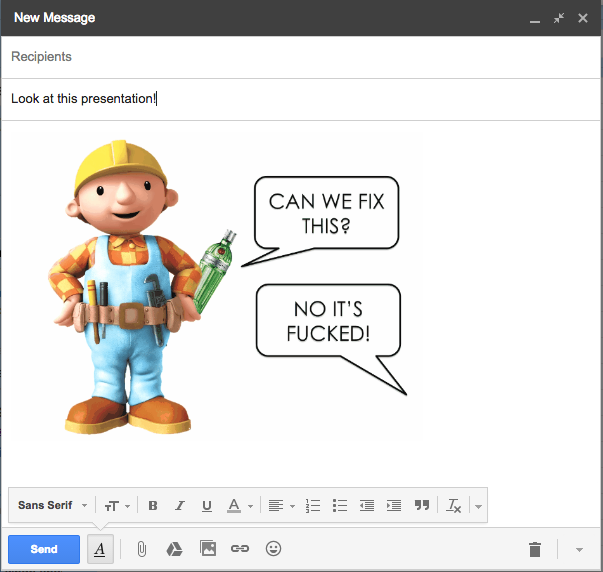 New Message
Recipients
Look at this presentation!
CAN WE FIX
THIS?
NO IT'S
FUCKED!
Sans Serif
Send